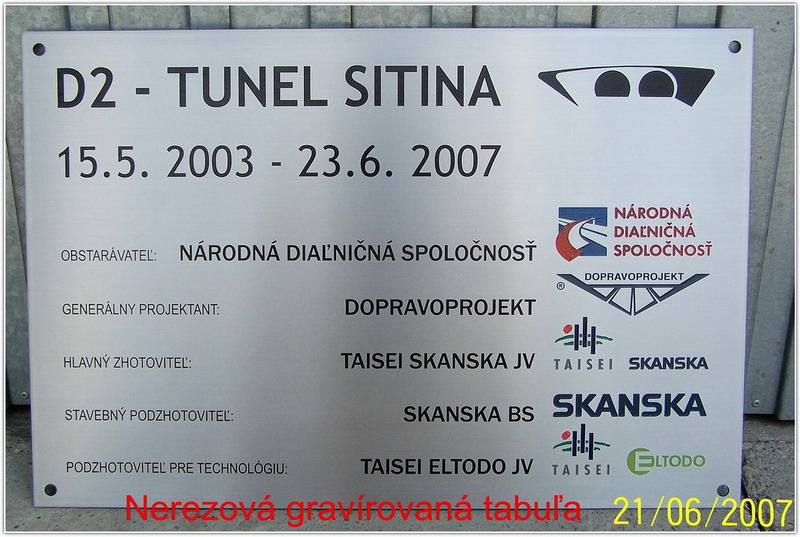 D2 - TUNEL SITINA
15.5. 2003 - 23.6. 2007
OBSTARÁVATEĽ: NÁRODNÁ DIAĽNIČNÁ SPOLOČNOSŤ
NÁRODNÁ
DIAĽNIČNÁ
SPOLOČNOSŤ
GENERÁLNY PROJEKTANT: DOPRAVOPROJEKT
DOPRAVOPROJEKT
®
HLAVNÝ ZHOTOVITEĽ: TAISEI SKANSKA JV
TAISEI SKANSKA
STAVEBNÝ PODZHOTOVITEĽ: SKANSKA BS
SKANSKA
PODZHOTOVITEĽ PRE TECHNOLÓGIU: TAISEI ELTODO JV
TAISEI ELTODO
Nerezová gravírovaná tabuľa
21/06/2007